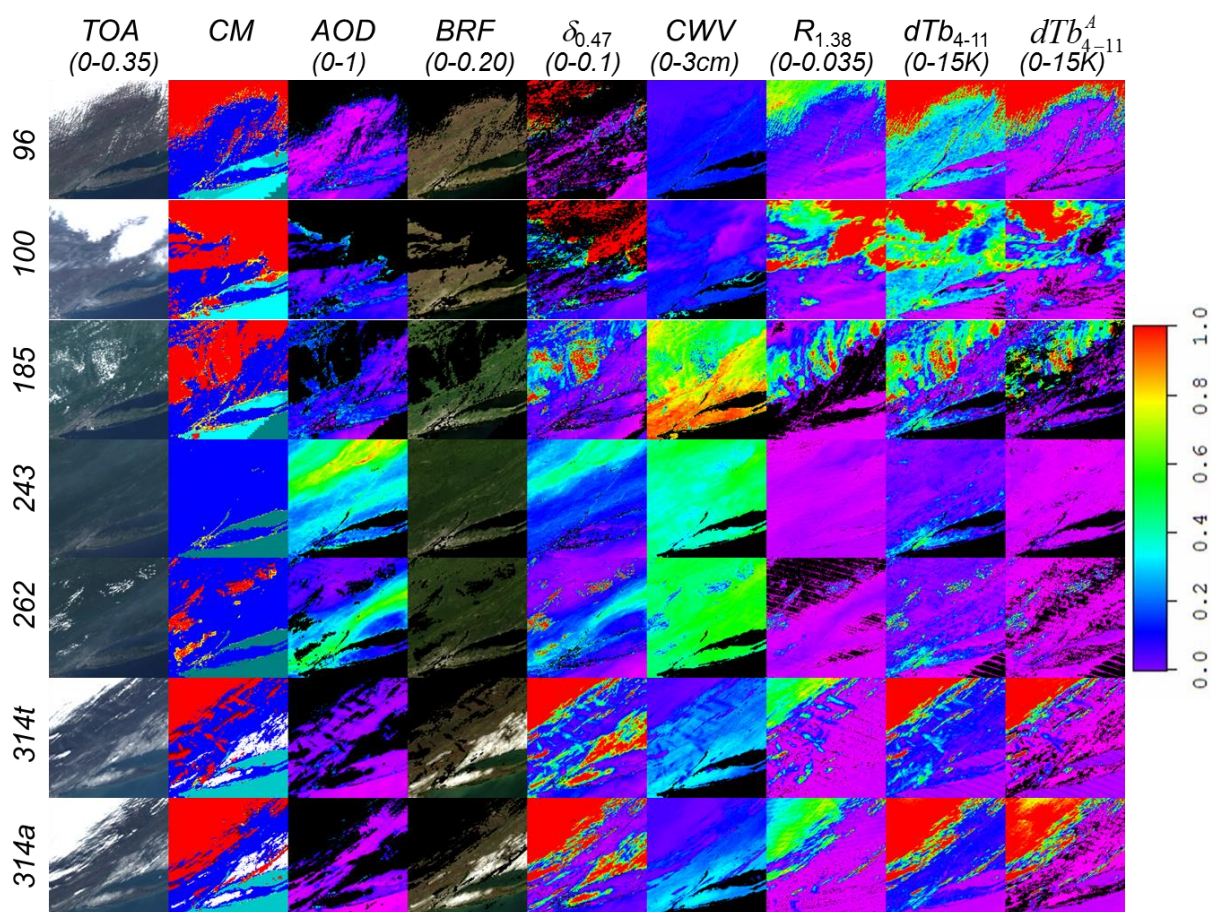 TOA CM AOD BRF δ0.47 CWV R1.38 dTb4-11 dTb^A_4-11
(0-0.35) (0-1) (0-0.20) (0-0.1) (0-3cm) (0-0.035) (0-15K) (0-15K)
96
100
185
243
262
314t
314a
1.0
0.8
0.6
0.4
0.2
0.0